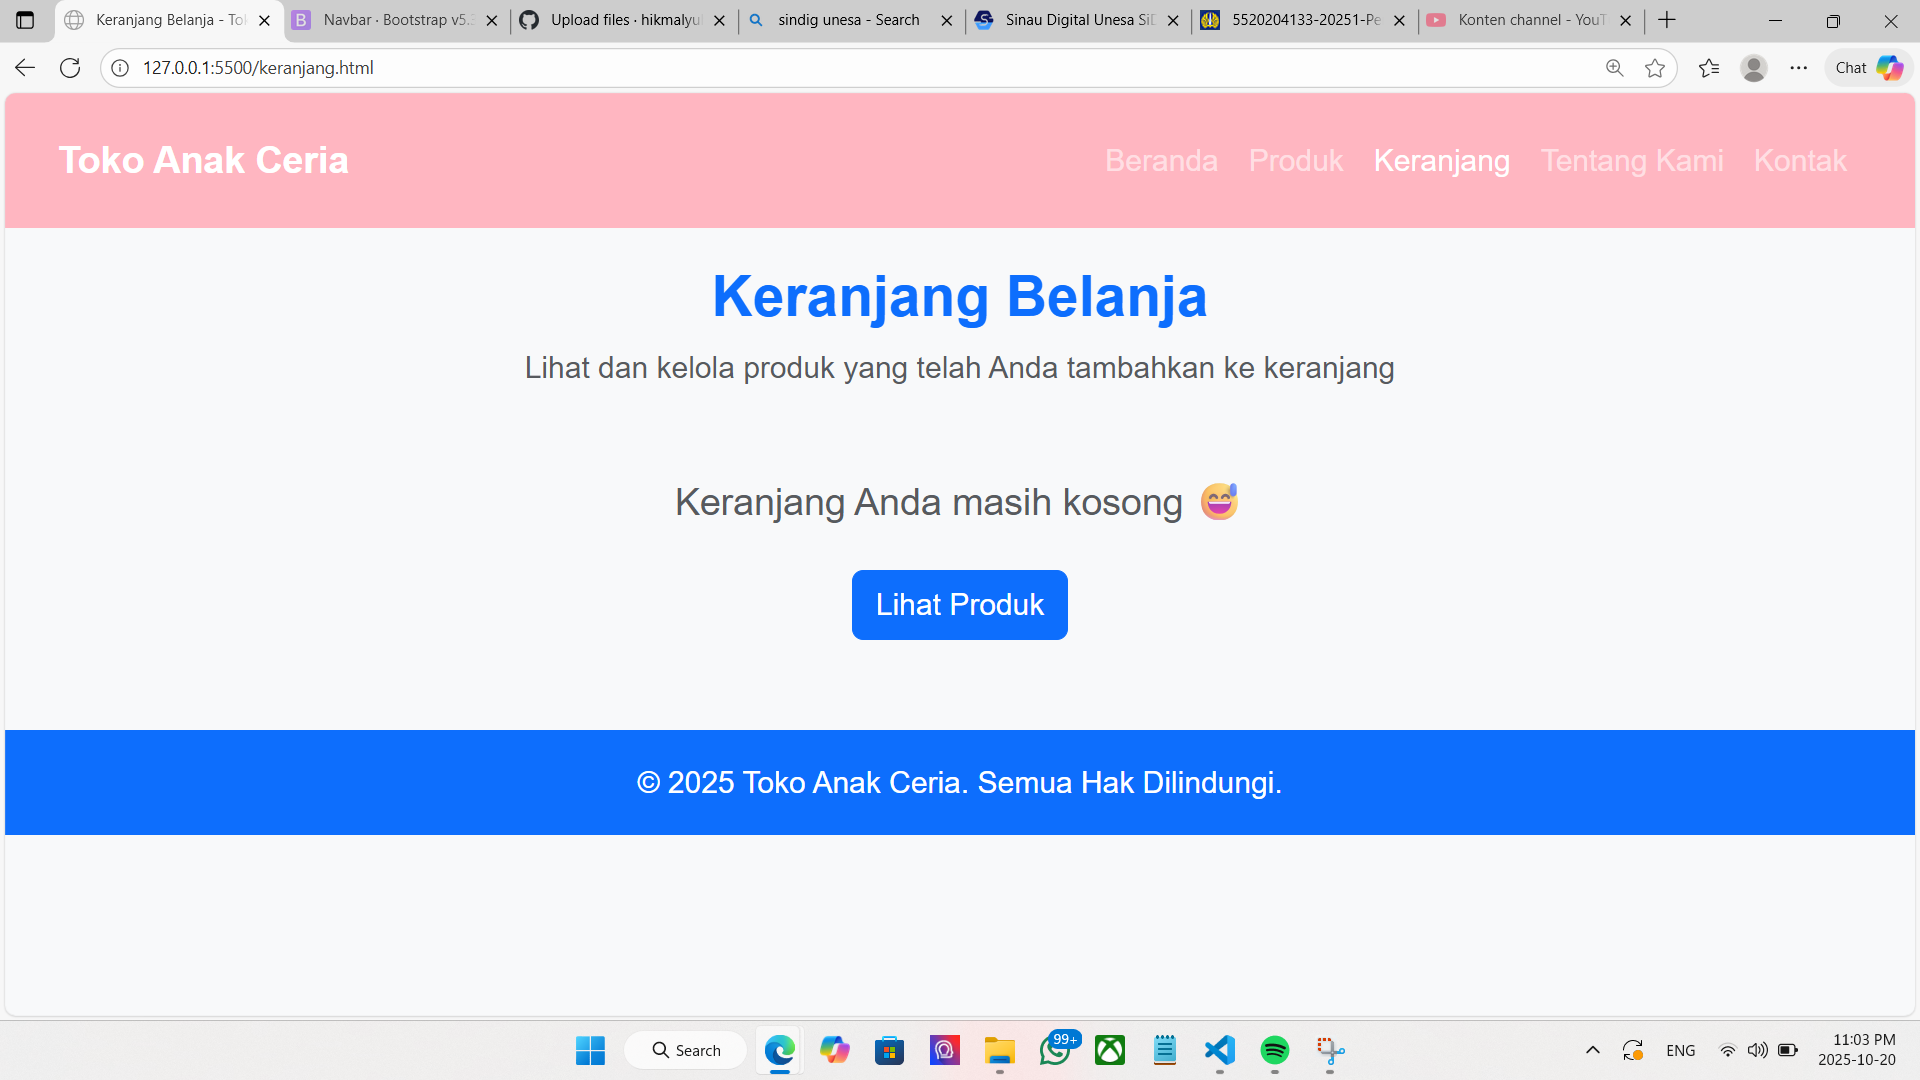 Keranjang Belanja - Tok
Navbar · Bootstrap v5.3
Upload files · hikmalyul
sindig unesa - Search
Sinau Digital Unesa SiD
5520204133-20251-Pe
Konten channel - YouT
127.0.0.1:5500/keranjang.html
Chat
Toko Anak Ceria
Beranda
Produk
Keranjang
Tentang Kami
Kontak
Keranjang Belanja
Lihat dan kelola produk yang telah Anda tambahkan ke keranjang
Keranjang Anda masih kosong 😅
Lihat Produk
© 2025 Toko Anak Ceria. Semua Hak Dilindungi.
Search
99+
ENG
11:03 PM
2025-10-20